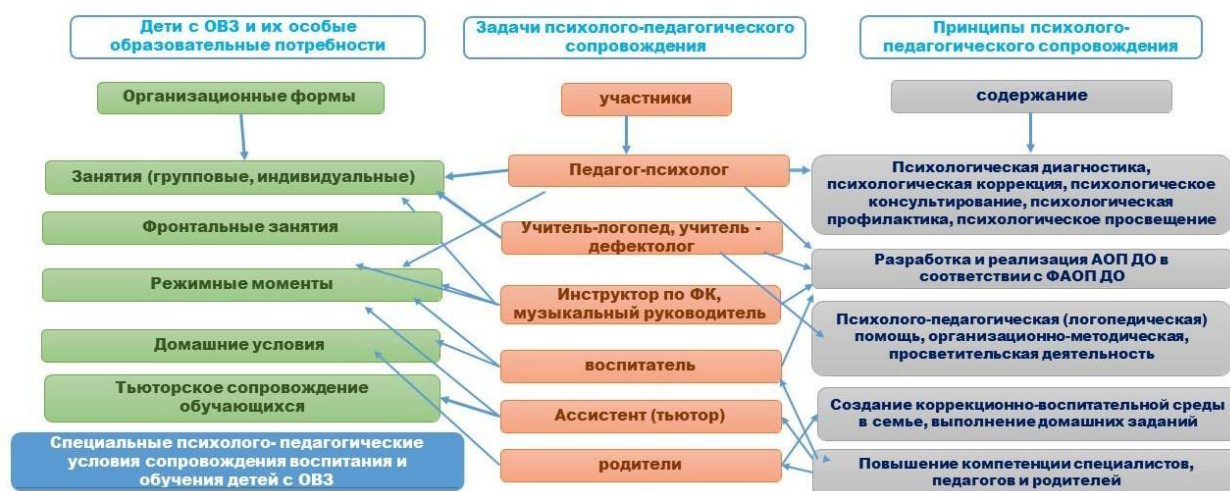 Дети с ОВЗ и их особые
образовательные потребности
Задачи психолого-педагогического
сопровождения
Принципы психолого-
педагогического сопровождения
Организационные формы
участники
содержание
Занятия (групповые, индивидуальные)
Педагог-психолог
Психологическая диагностика,
психологическая коррекция, психологическое
консультирование, психологическая
профилактика, психологическое просвещение
Фронтальные занятия
Учитель-логопед, учитель -
дефектолог
Разработка и реализация АОП ДО в
соответствии с ФАОП ДО
Режимные моменты
Инструктор по ФК,
музыкальный руководитель
Психолого-педагогическая (логопедическая)
помощь, организационно-методическая,
просветительская деятельность
Домашние условия
воспитатель
Тьюторское сопровождение
обучающихся
Ассистент (тьютор)
Создание коррекционно-воспитательной среды
в семье, выполнение домашних заданий
Специальные психолого- педагогические
условия сопровождения воспитания и
обучения детей с ОВЗ
родители
Повышение компетенции специалистов,
педагогов и родителей